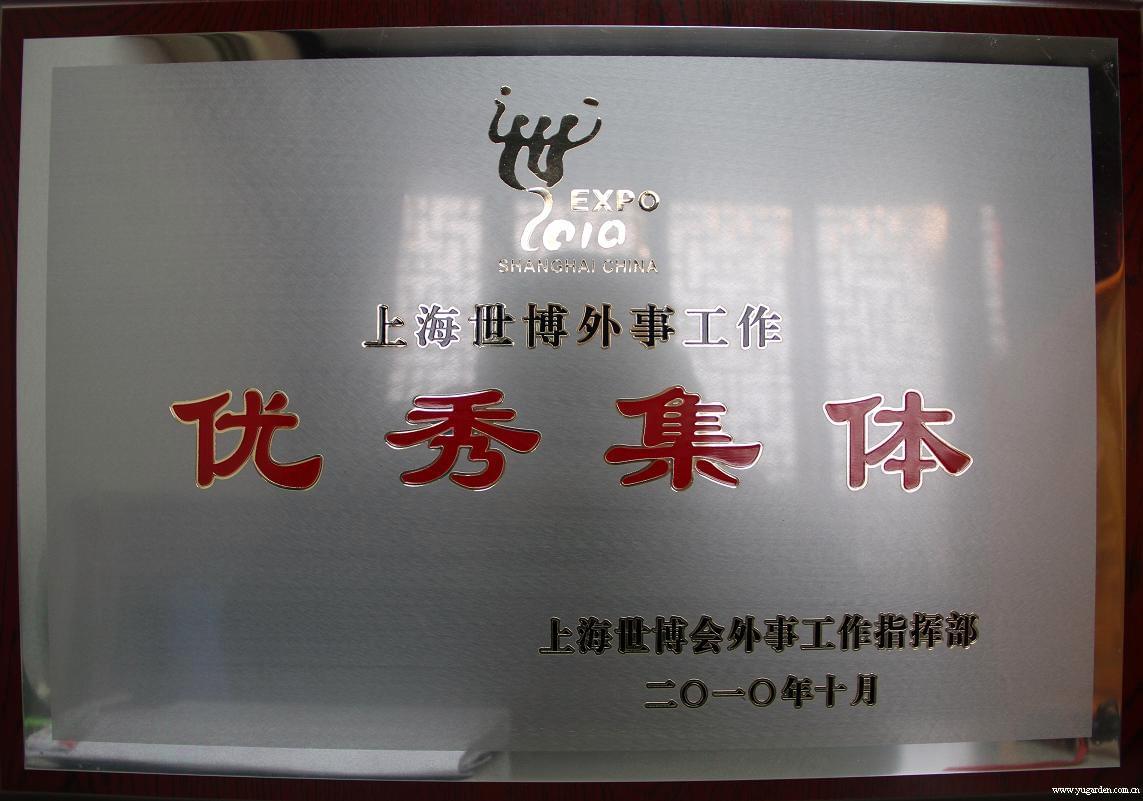 EXPO
2010
SHANGHAI CHINA
上海世博外事工作
优秀集体
上海世博会外事工作指挥部
二〇一〇年十月
www.yugarden.com.cn